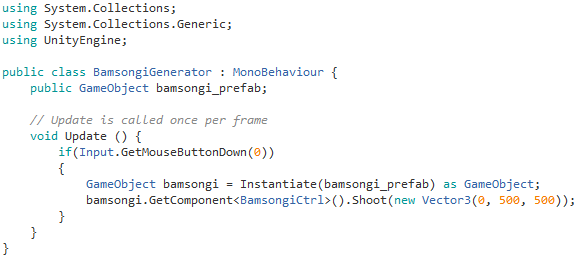 using System.Collections;
using System.Collections.Generic;
using UnityEngine;

public class BamsongiGenerator : MonoBehaviour {
    public GameObject bamsongi_prefab;

    // Update is called once per frame
    void Update () {
        if(Input.GetMouseButtonDown(0))
        {
            GameObject bamsongi = Instantiate(bamsongi_prefab) as GameObject;
            bamsongi.GetComponent<BamsongiCtrl>().Shoot(new Vector3(0, 500, 500));
        }
    }
}